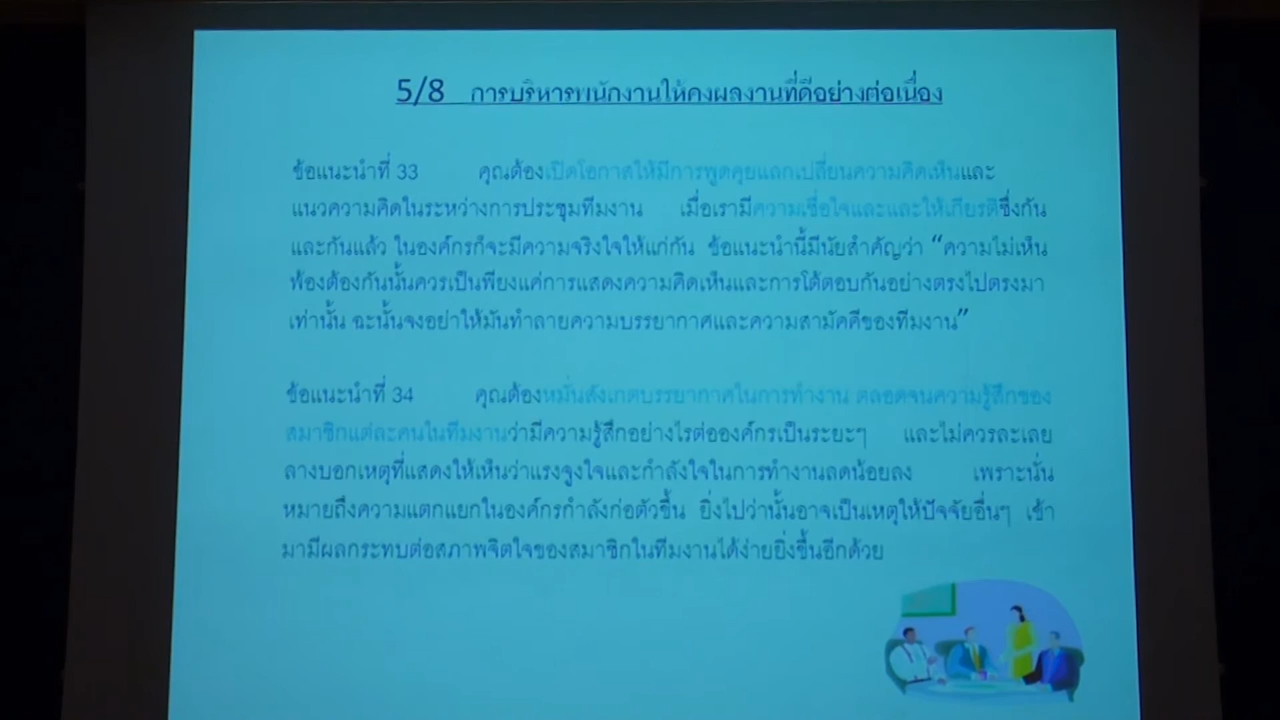 5/8 การบริหารพนักงานให้คงผลงานที่ดีอย่างต่อเนื่อง
ข้อแนะนำที่ 33 คุณต้องเปิดโอกาสให้มีการพูดคุยแลกเปลี่ยนความคิดเห็นและ
แนวความคิดในระหว่างการประชุมทีมงาน เมื่อเรามีความเชื่อใจและและให้เกียรติซึ่งกัน
และกันแล้ว ในองค์กรก็จะมีความจริงใจให้แก่กัน ข้อแนะนำนี้มีนัยสำคัญว่า “ความไม่เห็น
พ้องต้องกันนั้นควรเป็นพียงแค่การแสดงความคิดเห็นและการโต้ตอบกันอย่างตรงไปตรงมา
เท่านั้น ฉะนั้นจงอย่าให้มันทำลายความบรรยากาศและความสามัคคีของทีมงาน”
ข้อแนะนำที่ 34 คุณต้องหมั่นสังเกตบรรยากาศในการทำงาน ตลอดจนความรู้สึกของ
สมาชิกแต่ละคนในทีมงานว่ามีความรู้สึกอย่างไรต่อองค์กรเป็นระยะๆ และไม่ควรละเลย
ลางบอกเหตุที่แสดงให้เห็นว่าแรงจูงใจและกำลังใจในการทำงานลดน้อยลง เพราะนั่น
หมายถึงความแตกแยกในองค์กรกำลังก่อตัวขึ้น ยิ่งไปว่านั้นอาจเป็นเหตุให้ปัจจัยอื่นๆ เข้า
มามีผลกระทบต่อสภาพจิตใจของสมาชิกในทีมงานได้ง่ายยิ่งขึ้นอีกด้วย